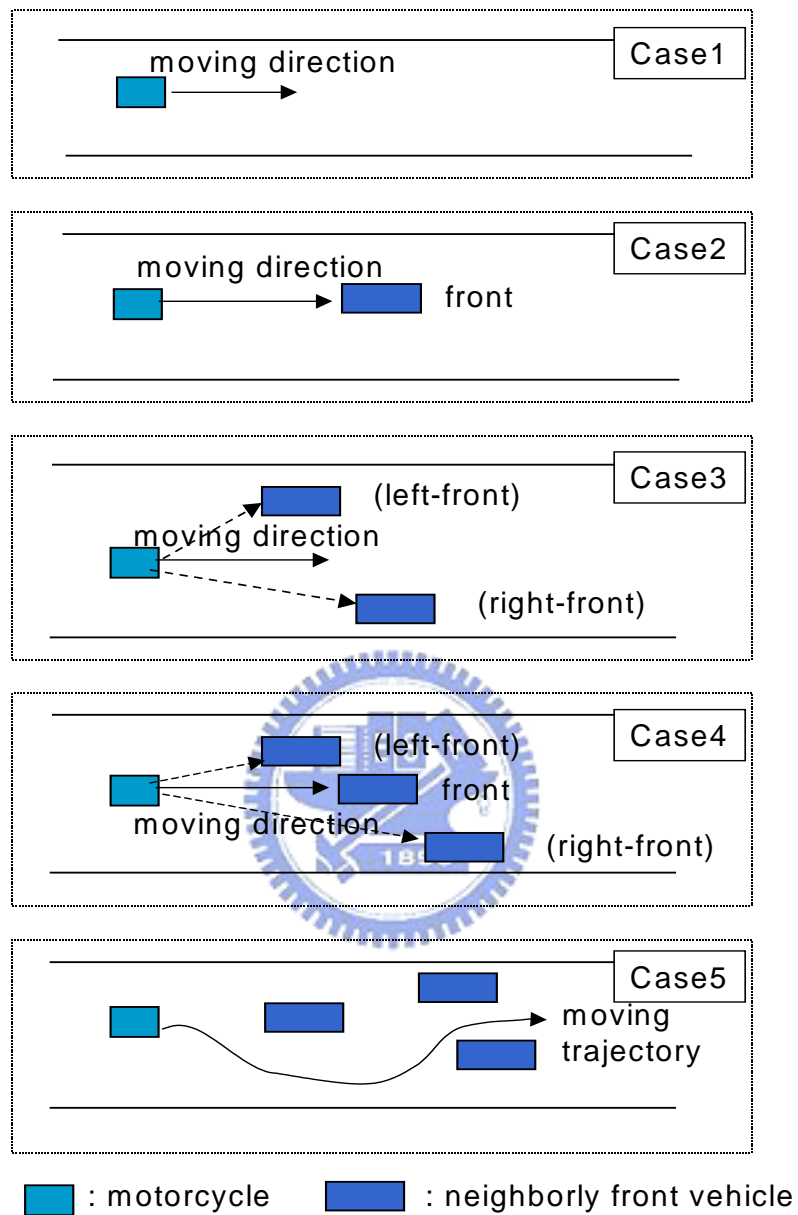 Case1
moving direction
Case2
moving direction
front
Case3
(left-front)
moving direction
(right-front)
Case4
(left-front)
front
moving direction
(right-front)
Case5
moving
trajectory
: motorcycle
: neighborly front vehicle